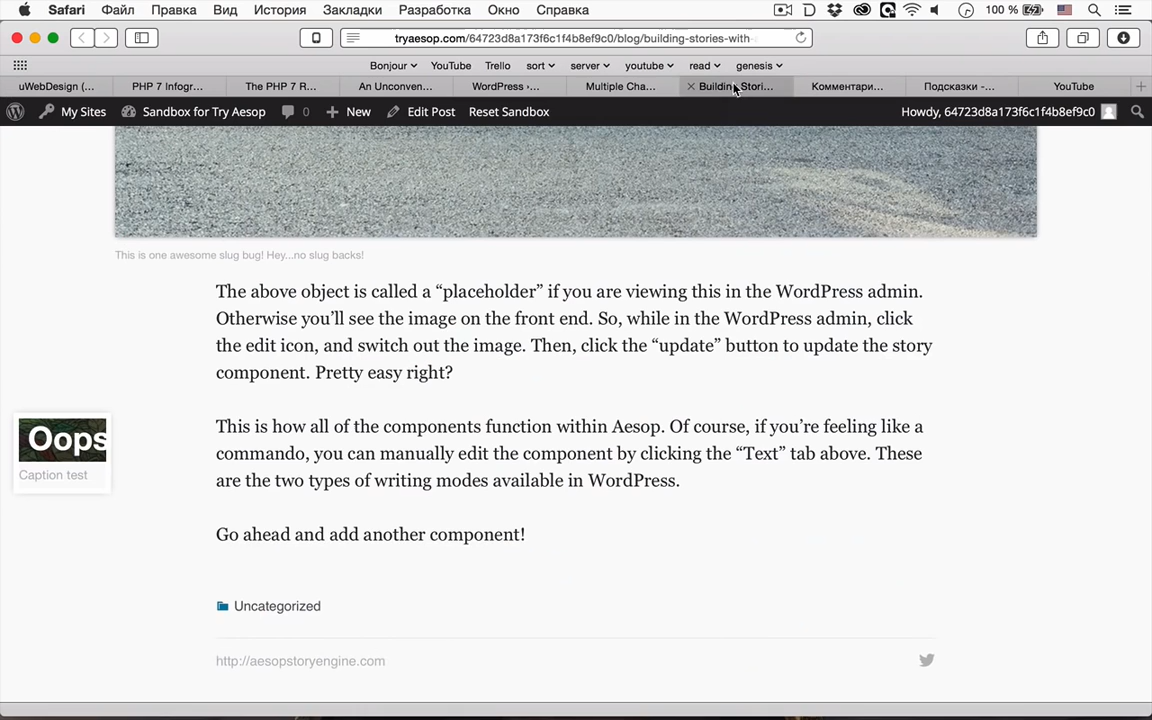 Safari Файл Правка Вид История Закладки Разработка Окно Справка 100 %
tryaesop.com/64723d8a173f6c1f4b8ef9c0/blog/building-stories-with-
Bonjour YouTube Trello sort server youtube read genesis
uWebDesign (... PHP 7 Infogr... The PHP 7 R... An Unconven... WordPress ›... Multiple Cha... Building Stori... Комментари... Подсказки -... YouTube
My Sites Sandbox for Try Aesop 0 New Edit Post Reset Sandbox Howdy, 64723d8a173f6c1f4b8ef9c0
This is one awesome slug bug! Hey...no slug backs!
The above object is called a “placeholder” if you are viewing this in the WordPress admin.
Otherwise you’ll see the image on the front end. So, while in the WordPress admin, click
the edit icon, and switch out the image. Then, click the “update” button to update the story
component. Pretty easy right?
This is how all of the components function within Aesop. Of course, if you’re feeling like a
commando, you can manually edit the component by clicking the “Text” tab above. These
are the two types of writing modes available in WordPress.
Oops
Caption test
Go ahead and add another component!
Uncategorized
http://aesopstoryengine.com